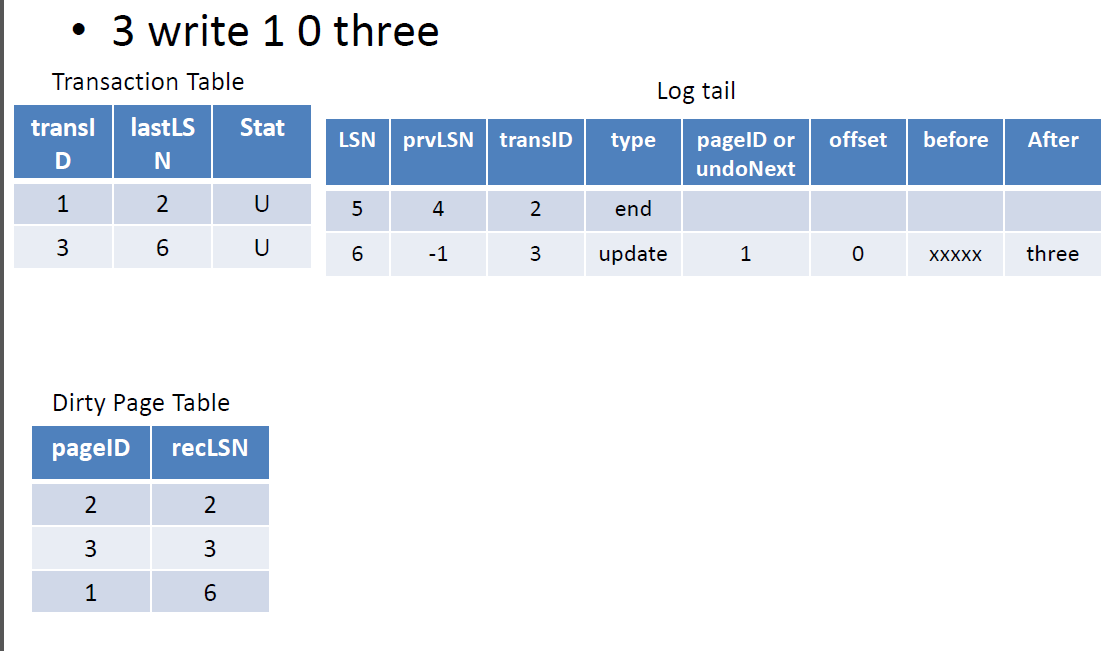 • 3 write 1 0 three
Transaction Table
transI
D
lastLS
N
Stat
1 2 U
3 6 U
Log tail
LSN prvLSN transID type pageID or offset before After
undoNext
5 4 2 end
6 -1 3 update 1 0 xxxxx three
Dirty Page Table
pageID recLSN
2 2
3 3
1 6